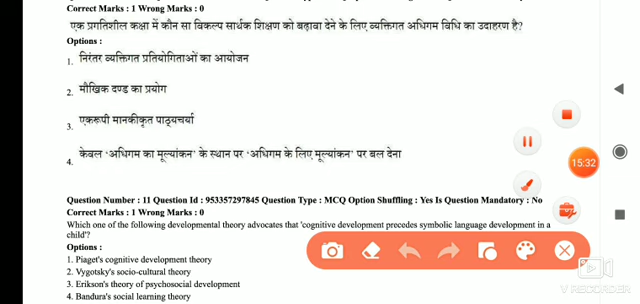 Correct Marks : 1 Wrong Marks : 0
एक प्रगतिशील कक्षा में कौन सा विकल्प सार्थक शिक्षण को बढ़ावा देने के लिए व्यक्तिगत अधिगम विधि का उदाहरण है?
Options :
1. निरंतर व्यक्तिगत प्रतियोगिताओं का आयोजन
2. मौखिक दण्ड का प्रयोग
3. एकरूपी मानकीकृत पाठ्यचर्या
4. केवल ‘अधिगम का मूल्यांकन’ के स्थान पर ‘अधिगम के लिए मूल्यांकन’ पर बल देना
15:32
Question Number : 11 Question Id : 953357297845 Question Type : MCQ Option Shuffling : Yes Is Question Mandatory : No
Correct Marks : 1 Wrong Marks : 0
Which one of the following developmental theory advocates that 'cognitive development precedes symbolic language development in a
child'?
Options :
1. Piaget's cognitive development theory
2. Vygotsky's socio-cultural theory
3. Erikson's theory of psychosocial development
4. Bandura's social learning theory
V RECORDER